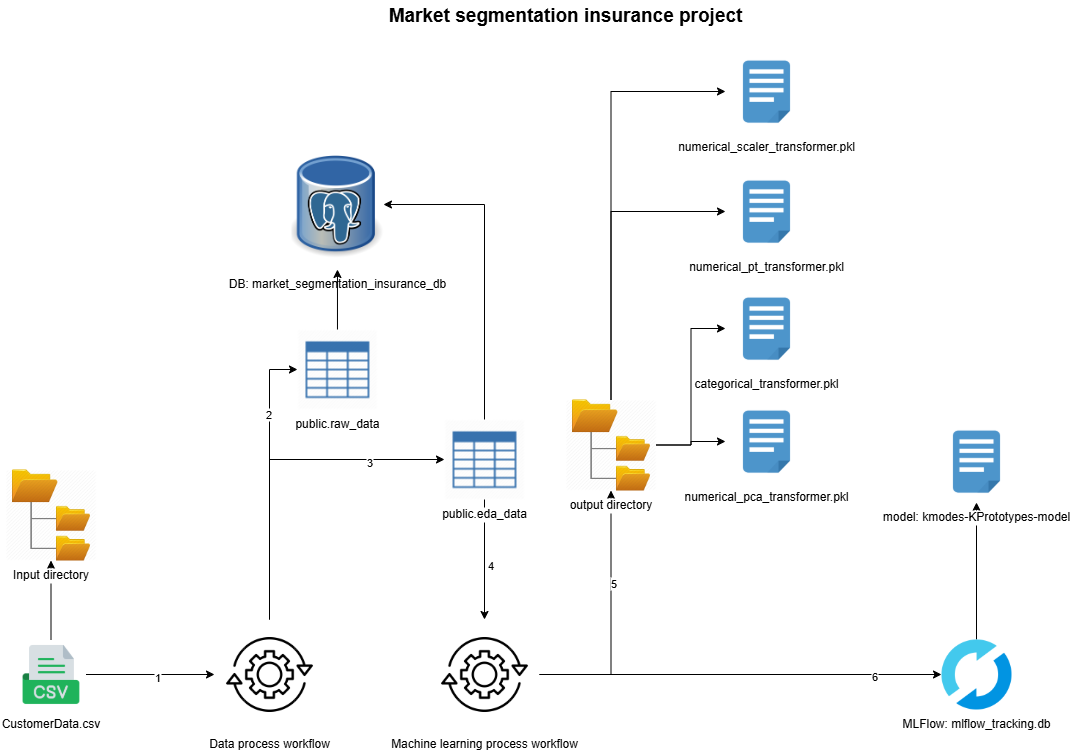 Market segmentation insurance project
numerical_scaler_transformer.pkl
numerical_pt_transformer.pkl
DB: market_segmentation_insurance_db
categorical_transformer.pkl
2
public.raw_data
3
numerical_pca_transformer.pkl
output directory
public.eda_data
model: kmodes-KPrototypes-model
4
Input directory
5
1
6
CSV
CustomerData.csv
MLFlow: mlflow_tracking.db
Data process workflow
Machine learning process workflow